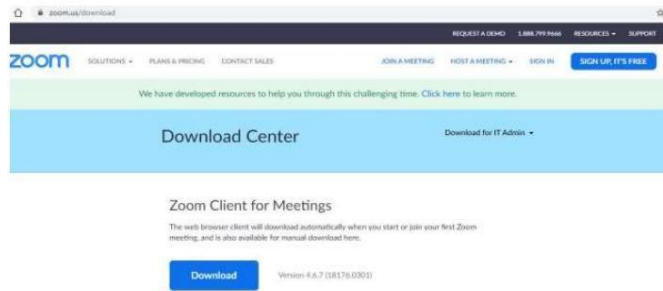 zoom.us/download
REQUEST A DEMO 1.888.799.9666 RESOURCES SUPPORT
zoom SOLUTIONS PLANS & PRICING CONTACT SALES JOIN A MEETING HOST A MEETING SIGN IN SIGN UP, IT'S FREE
We have developed resources to help you through this challenging time. Click here to learn more.
Download Center Download for IT Admin
Zoom Client for Meetings
The web browser client will download automatically when you start or join your first Zoom
meeting, and is also available for manual download here.
Download Version 4.6.7 (18176.0301)